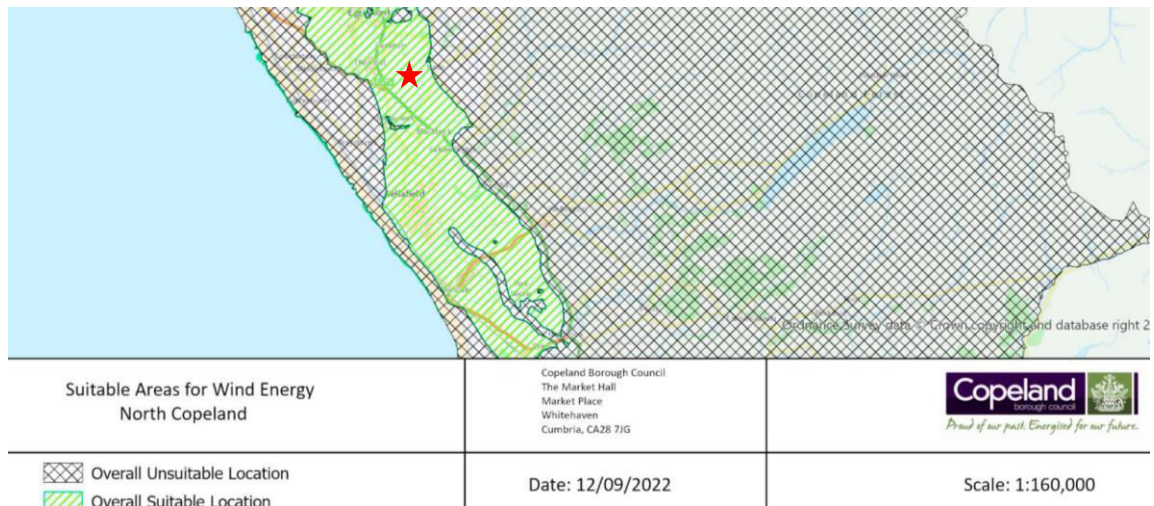 Sellafield
Ordnance Survey data © Crown copyright and database right 2
Suitable Areas for Wind Energy
North Copeland
Copeland Borough Council
The Market Hall
Market Place
Whitehaven
Cumbria, CA28 7JG
Copeland
borough council
Proud of our past. Energised for our future.
Overall Unsuitable Location
Overall Suitable Location
Date: 12/09/2022
Scale: 1:160,000